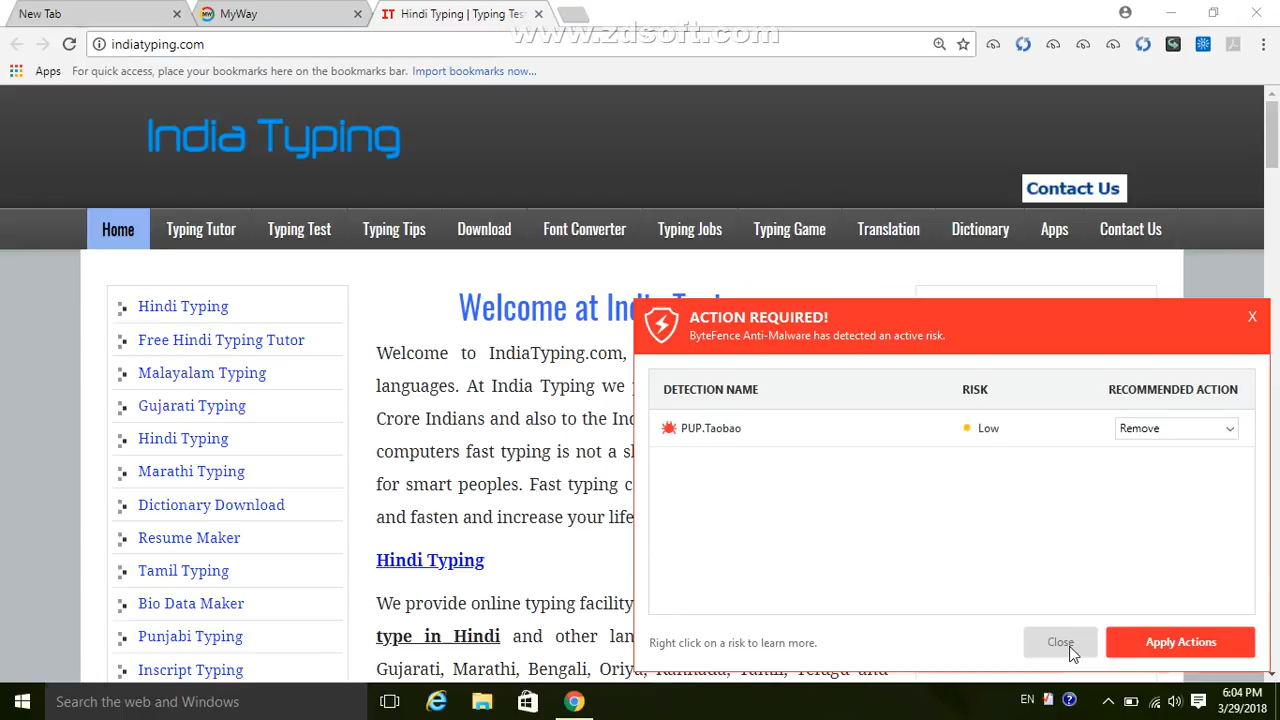 New Tab
MyWay
IT Hindi Typing | Typing Tes
www.zdsoft.com
indiatyping.com
Apps
For quick access, place your bookmarks here on the bookmarks bar. Import bookmarks now...
India Typing
Contact Us
Home Typing Tutor Typing Test Typing Tips Download Font Converter Typing Jobs Typing Game Translation Dictionary Apps Contact Us
Hindi Typing
Free Hindi Typing Tutor
Malayalam Typing
Gujarati Typing
Hindi Typing
Marathi Typing
Dictionary Download
Resume Maker
Tamil Typing
Bio Data Maker
Punjabi Typing
Inscript Typing
Welcome at In
Welcome to IndiaTyping.com,
languages. At India Typing we
Crore Indians and also to the In
computers fast typing is not a s
for smart peoples. Fast typing c
and fasten and increase your life
Hindi Typing
We provide online typing facility
type in Hindi and other lan
Gujarati, Marathi, Bengali, Oriya, Kannada, Tamil, Telugu and
ACTION REQUIRED!
X
ByteFence Anti-Malware has detected an active risk.
DETECTION NAME RISK RECOMMENDED ACTION
PUP.Taobao Low Remove
Right click on a risk to learn more.
Close
Apply Actions
Search the web and Windows
EN
6:04 PM
3/29/2018